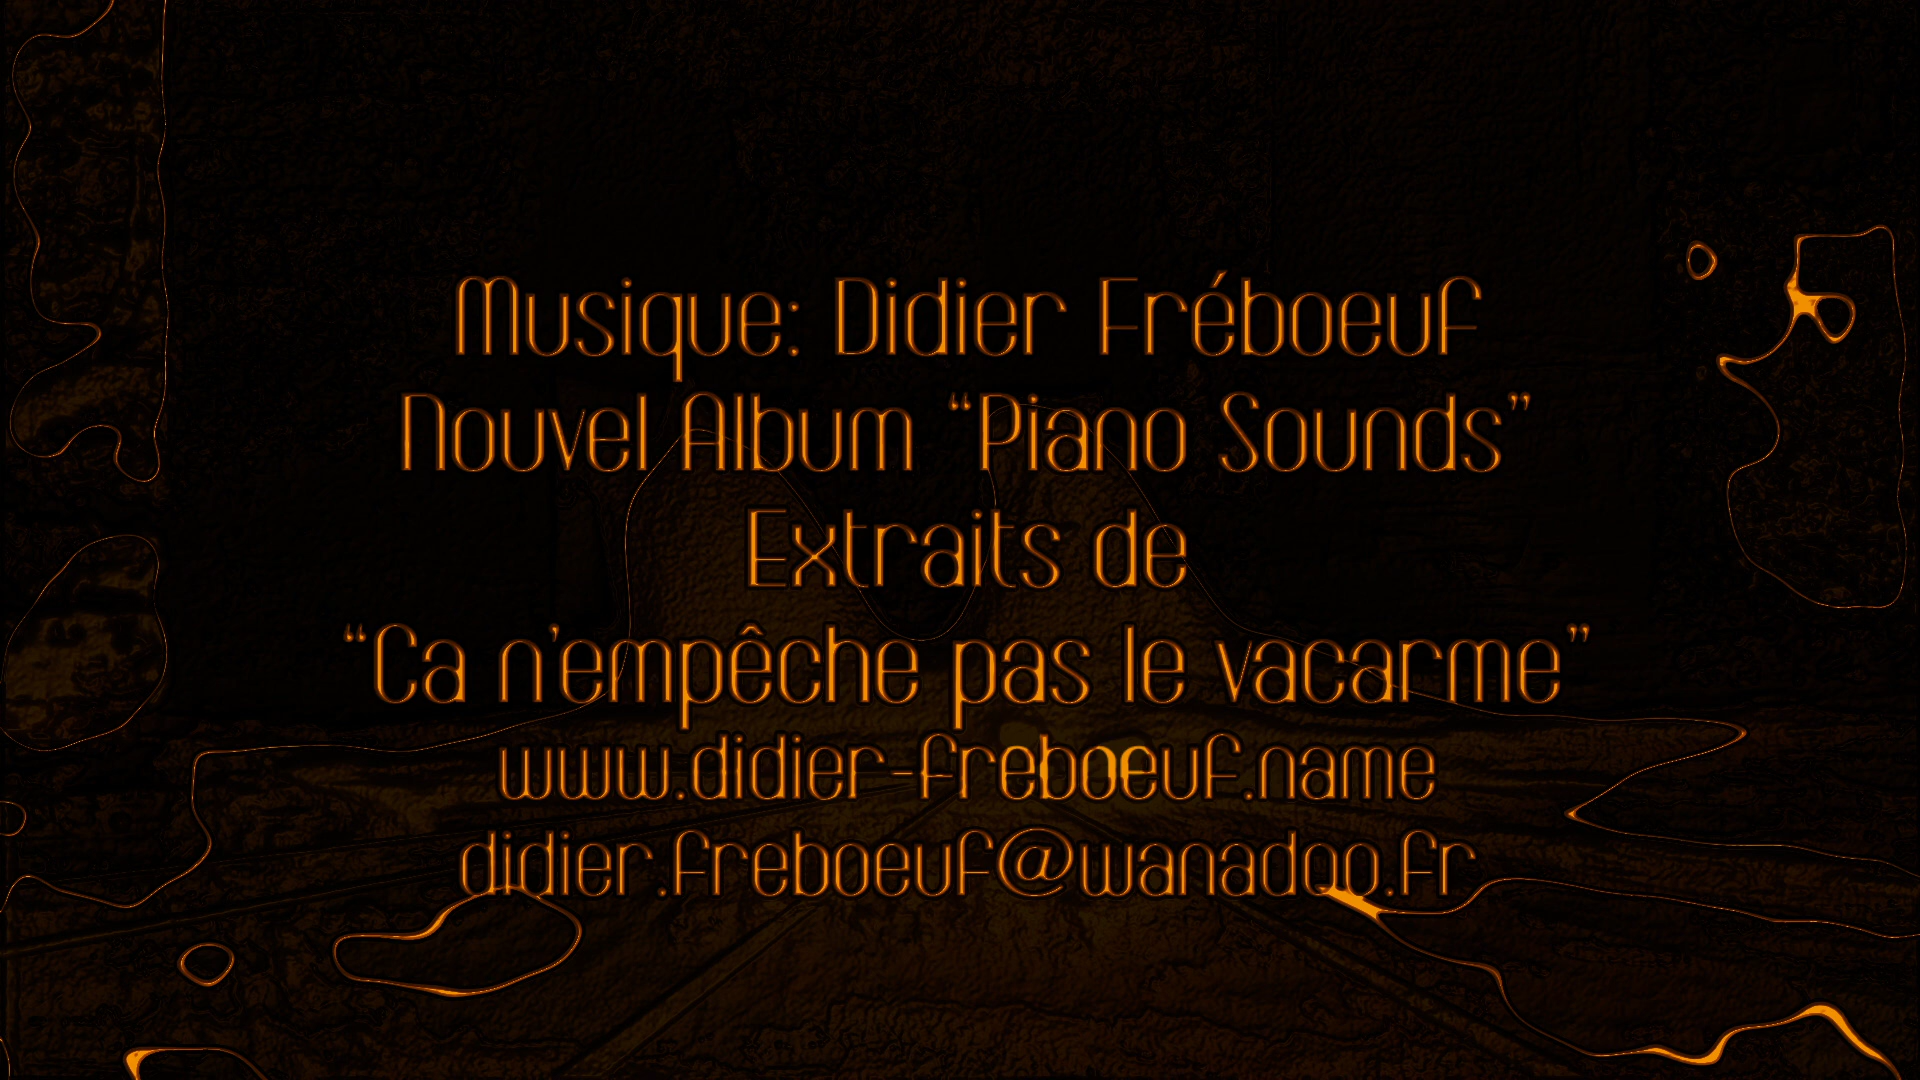 Musique: Didier Fréboeuf
Nouvel Album “Piano Sounds”
Extraits de
“Ca n’empêche pas le vacarme”
www.didier-freboeuf.name
didier.freboeuf@wanadoo.fr